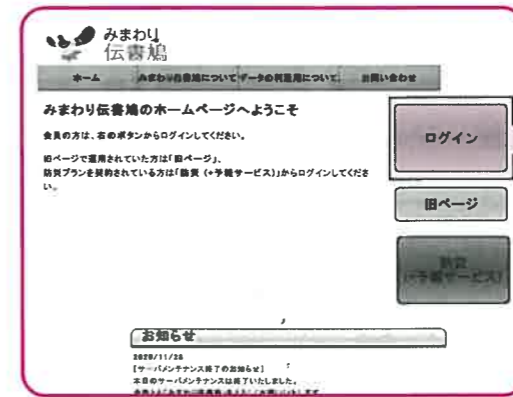 みまわり
伝書鳩
ホーム
みまわり伝書鳩について
データの利活用について
お問い合わせ
みまわり伝書鳩のホームページへようこそ
会員の方は、右のボタンからログインしてください。
旧ページで運用されていた方は「旧ページ」、
防災プランを契約されている方は「防災（+予報サービス）」からログインしてくださ
い。
ログイン
旧ページ
防災
(+予報サービス)
お知らせ
2020/11/26
[サーバメンテナンス終了のお知らせ]
本日のサーバメンテナンスは終了いたしました。